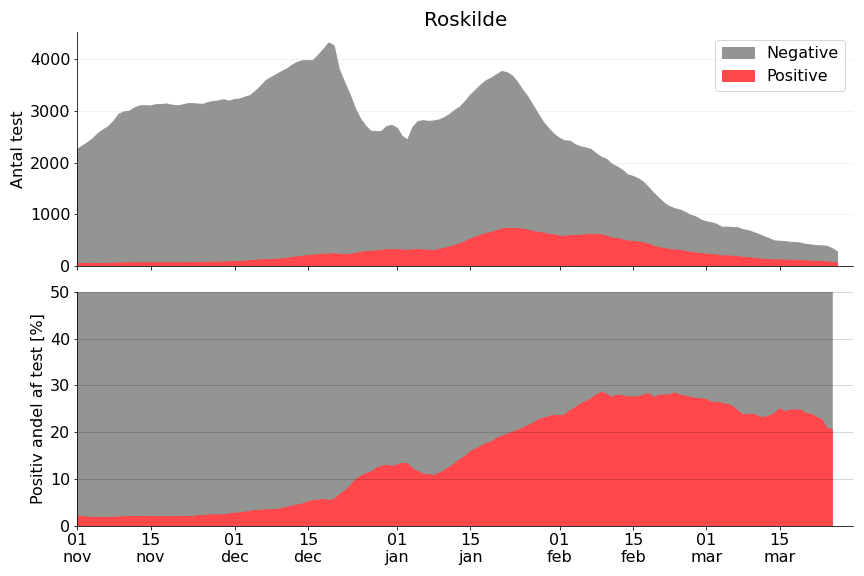 Roskilde
Antal test
4000
3000
2000
1000
0
Negative
Positive
Positiv andel af test [%]
50
40
30
20
10
0
01 15 01 15 01 15 01 15 01 15
nov nov dec dec jan jan feb feb mar mar